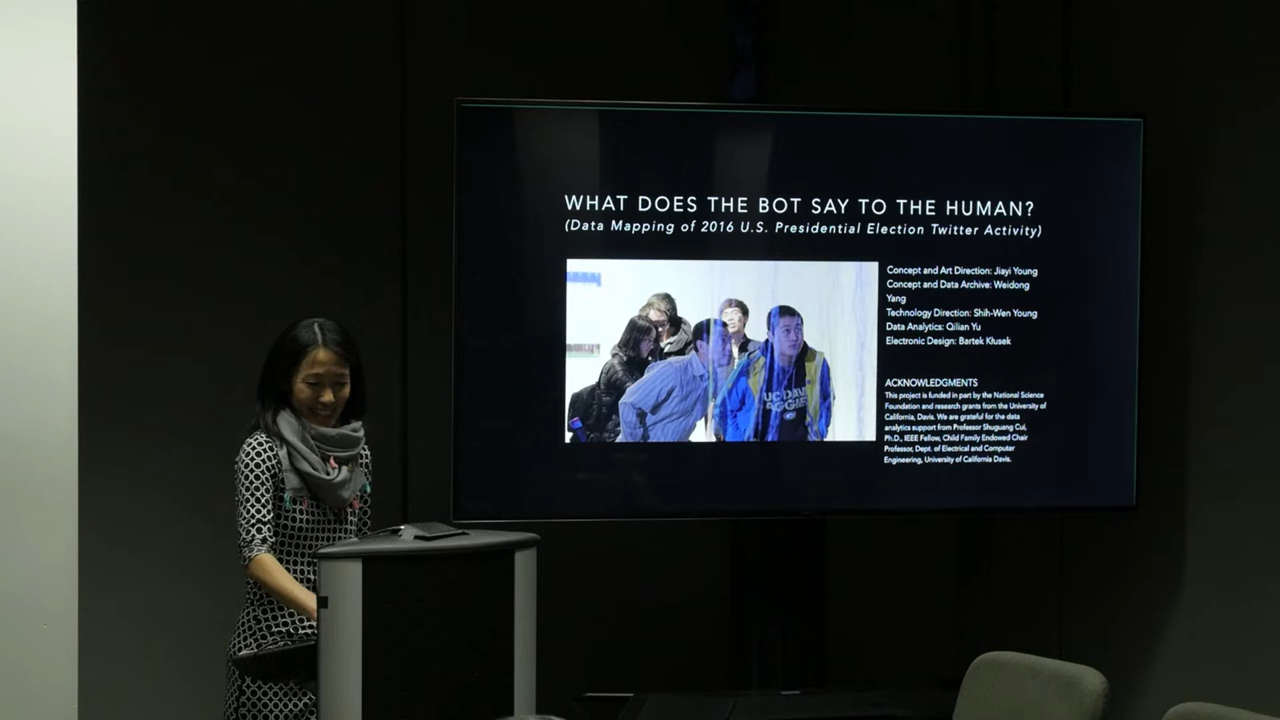 WHAT DOES THE BOT SAY TO THE HUMAN?
(Data Mapping of 2016 U.S. Presidential Election Twitter Activity)
Concept and Art Direction: Jiayi Young
Concept and Data Archive: Weidong
Yang
Technology Direction: Shih-Wen Young
Data Analytics: Qilian Yu
Electronic Design: Bartek Kłusek
UC DAVIS
AGGIES
ACKNOWLEDGMENTS
This project is funded in part by the National Science
Foundation and research grants from the University of
California, Davis. We are grateful for the data
analytics support from Professor Shuguang Cui,
Ph.D., IEEE Fellow, Child Family Endowed Chair
Professor, Dept. of Electrical and Computer
Engineering, University of California Davis.